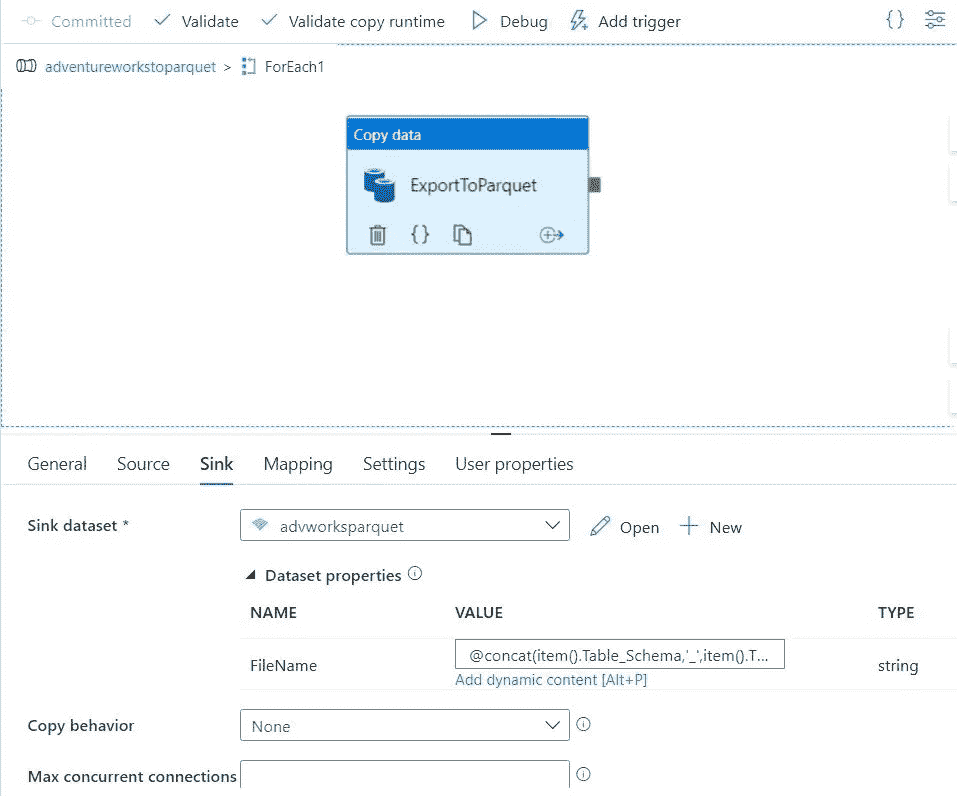 Committed Validate Validate copy runtime Debug Add trigger {}
adventureworkstoparquet > ForEach1
Copy data
ExportToParquet
{}
General Source Sink Mapping Settings User properties
Sink dataset * advworksparquet Open New
Dataset properties
NAME VALUE TYPE
FileName @concat(item().Table_Schema,'_',item().T... string
Add dynamic content [Alt+P]
Copy behavior None
Max concurrent connections